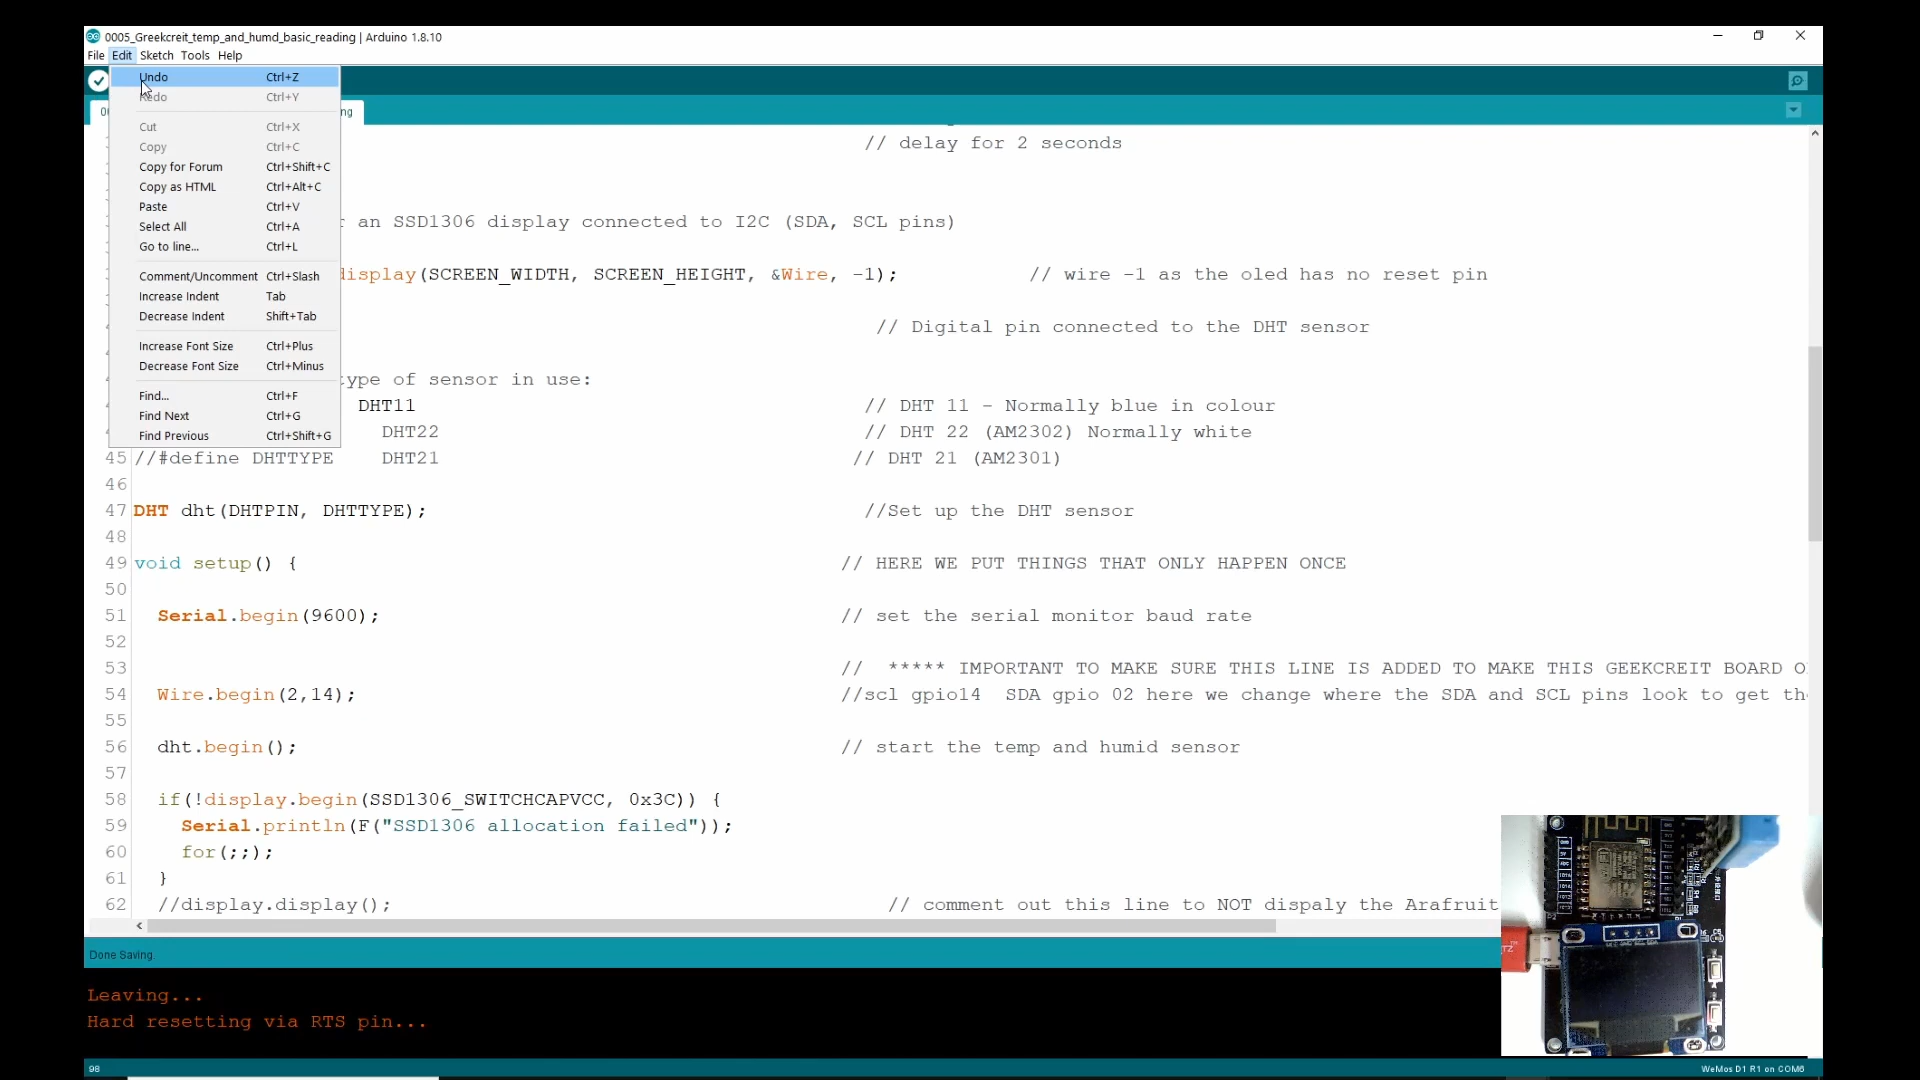 0005_Greekcreit_temp_and_humd_basic_reading | Arduino 1.8.10
File Edit Sketch Tools Help
Undo Ctrl+Z
Redo Ctrl+Y
Cut Ctrl+X
Copy Ctrl+C
Copy for Forum Ctrl+Shift+C
Copy as HTML Ctrl+Alt+C
Paste Ctrl+V
Select All Ctrl+A
Go to line... Ctrl+L
Comment/Uncomment Ctrl+Slash
Increase Indent Tab
Decrease Indent Shift+Tab
Increase Font Size Ctrl+Plus
Decrease Font Size Ctrl+Minus
Find... Ctrl+F
Find Next Ctrl+G
Find Previous Ctrl+Shift+G
// delay for 2 seconds
r an SSD1306 display connected to I2C (SDA, SCL pins)
display(SCREEN_WIDTH, SCREEN_HEIGHT, &Wire, -1); // wire -1 as the oled has no reset pin
// Digital pin connected to the DHT sensor
type of sensor in use:
DHT11 // DHT 11 - Normally blue in colour
DHT22 // DHT 22 (AM2302) Normally white
45 //#define DHTTYPE DHT21 // DHT 21 (AM2301)
46
47 DHT dht(DHTPIN, DHTTYPE); //Set up the DHT sensor
48
49 void setup() { // HERE WE PUT THINGS THAT ONLY HAPPEN ONCE
50
51 Serial.begin(9600); // set the serial monitor baud rate
52
53 // ***** IMPORTANT TO MAKE SURE THIS LINE IS ADDED TO MAKE THIS GEEKCREIT BOARD O
54 Wire.begin(2,14); //scl gpio14 SDA gpio 02 here we change where the SDA and SCL pins look to get th
55
56 dht.begin(); // start the temp and humid sensor
57
58 if(!display.begin(SSD1306_SWITCHCAPVCC, 0x3C)) {
59 Serial.println(F("SSD1306 allocation failed"));
60 for(;;);
61 }
62 //display.display(); // comment out this line to NOT dispaly the Arafruit
Done Saving.
Leaving...
Hard resetting via RTS pin...
98 WeMos D1 R1 on COM6